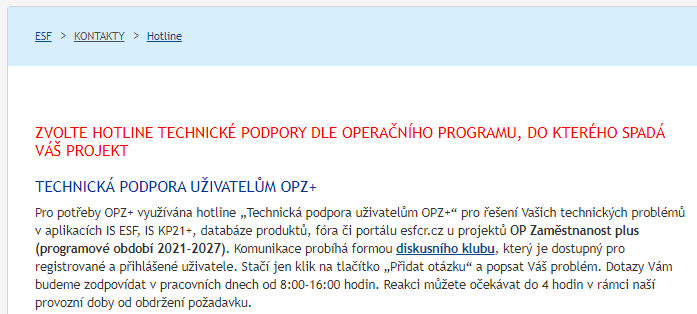 ESF > KONTAKTY > Hotline
ZVOLTE HOTLINE TECHNICKÉ PODPORY DLE OPERAČNÍHO PROGRAMU, DO KTERÉHO SPADÁ
VÁŠ PROJEKT
TECHNICKÁ PODPORA UŽIVATELŮM OPZ+
Pro potřeby OPZ+ využívána hotline „Technická podpora uživatelům OPZ+“ pro řešení Vašich technických problémů
v aplikacích IS ESF, IS KP21+, databáze produktů, fóra či portálu esfcr.cz u projektů OP Zaměstnanost plus
(programové období 2021-2027). Komunikace probíhá formou diskusního klubu, který je dostupný pro
registrované a přihlášené uživatele. Stačí jen klik na tlačítko „Přidat otázku“ a popsat Váš problém. Dotazy Vám
budeme zodpovídat v pracovních dnech od 8:00-16:00 hodin. Reakci můžete očekávat do 4 hodin v rámci naší
provozní doby od obdržení požadavku.